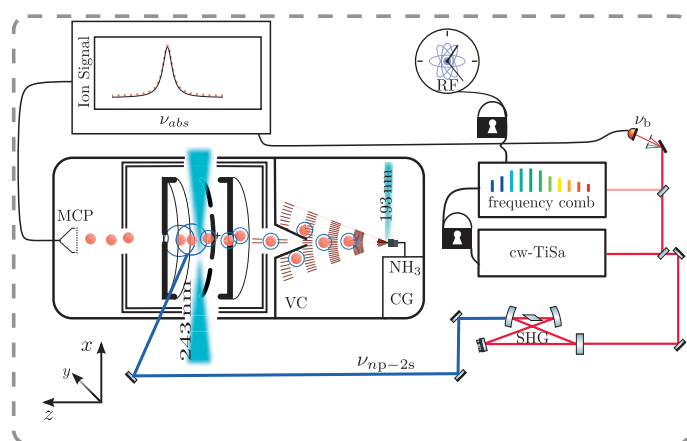 Ion Signal
ν_abs
RF
ν_b
frequency comb
cw-TiSa
SHG
MCP
193 nm
NH₃
VC
CG
243 nm
ν_np−2s
x
y
z